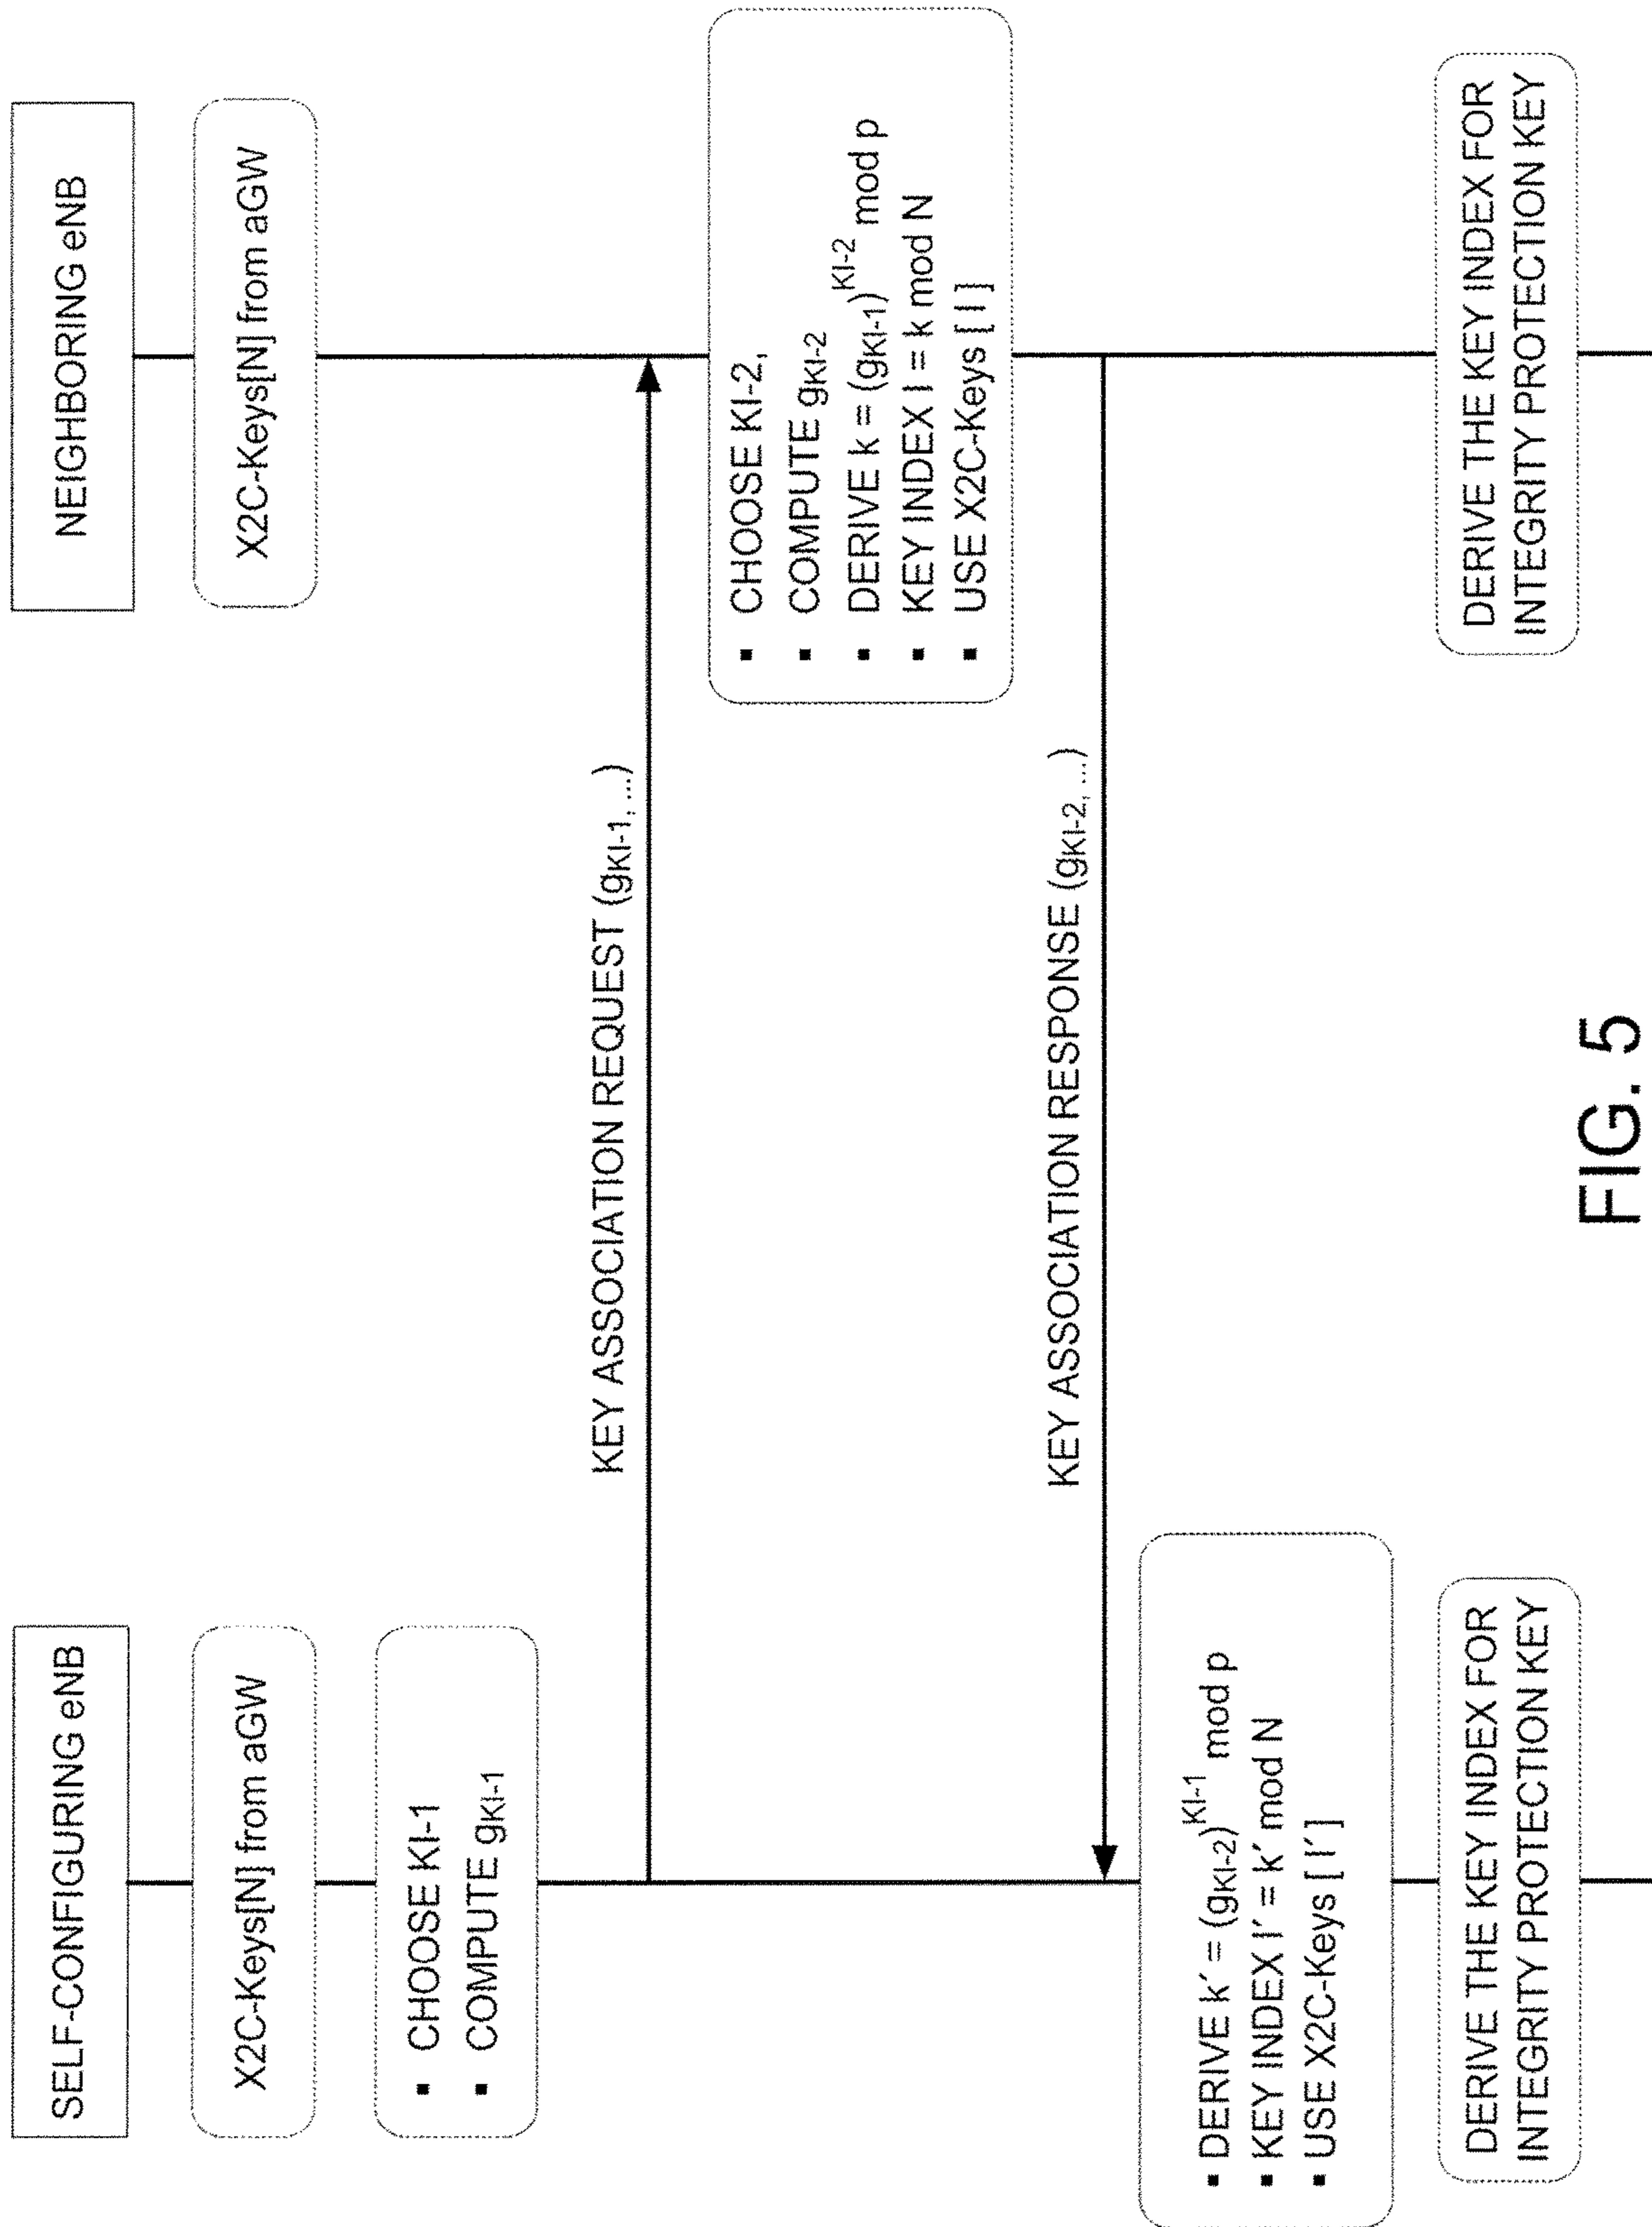 SELF-CONFIGURING eNB
NEIGHBORING eNB
X2C-Keys[N] from aGW
X2C-Keys[N] from aGW
▪ CHOOSE KI-1
▪ COMPUTE gKI-1
KEY ASSOCIATION REQUEST (gKI-1, ...)
▪ CHOOSE KI-2,
▪ COMPUTE gKI-2
▪ DERIVE k = (gKI-1)^KI-2 mod p
▪ KEY INDEX I = k mod N
▪ USE X2C-Keys [ I ]
KEY ASSOCIATION RESPONSE (gKI-2, ...)
▪ DERIVE k′ = (gKI-2)^KI-1 mod p
▪ KEY INDEX I′ = k′ mod N
▪ USE X2C-Keys [ I′ ]
DERIVE THE KEY INDEX FOR
INTEGRITY PROTECTION KEY
DERIVE THE KEY INDEX FOR
INTEGRITY PROTECTION KEY
FIG. 5